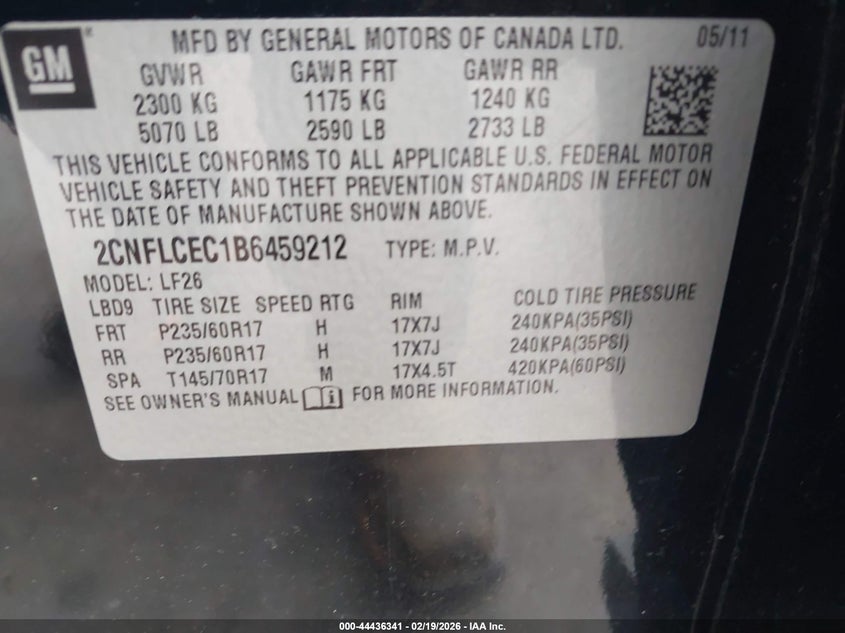 GM
MFD BY GENERAL MOTORS OF CANADA LTD. 05/11
GVWR GAWR FRT GAWR RR
2300 KG 1175 KG 1240 KG
5070 LB 2590 LB 2733 LB
THIS VEHICLE CONFORMS TO ALL APPLICABLE U.S. FEDERAL MOTOR
VEHICLE SAFETY AND THEFT PREVENTION STANDARDS IN EFFECT ON
THE DATE OF MANUFACTURE SHOWN ABOVE.
2CNFLCEC1B6459212 TYPE: M.P.V.
MODEL: LF26
LBD9 TIRE SIZE SPEED RTG RIM COLD TIRE PRESSURE
FRT P235/60R17 H 17X7J 240KPA(35PSI)
RR P235/60R17 H 17X7J 240KPA(35PSI)
SPA T145/70R17 M 17X4.5T 420KPA(60PSI)
SEE OWNER'S MANUAL FOR MORE INFORMATION.
000-44436341 - 02/19/2026 - IAA Inc.